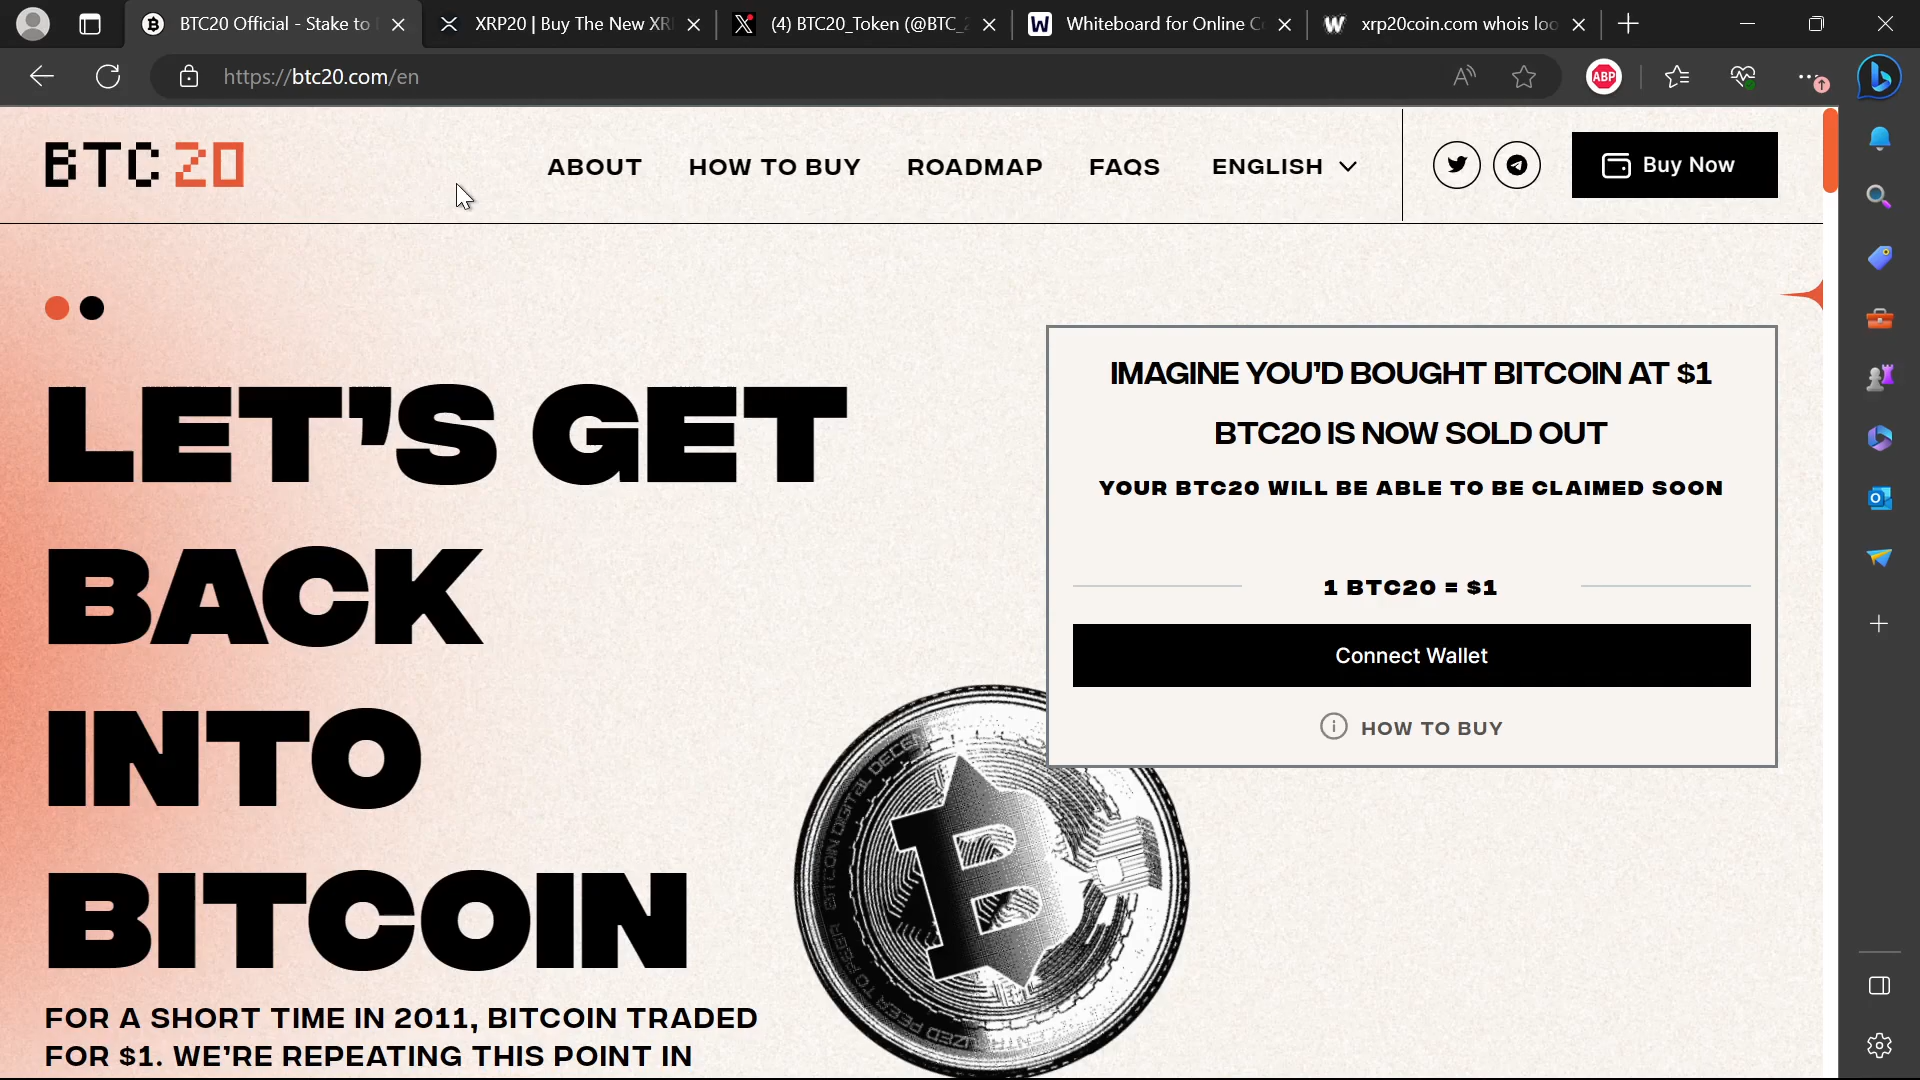 BTC20 Official - Stake to
XRP20 | Buy The New XR
(4) BTC20_Token (@BTC_2
Whiteboard for Online C
xrp20coin.com whois loo
https://btc20.com/en
ABP
BTC20
ABOUT
HOW TO BUY
ROADMAP
FAQS
ENGLISH
Buy Now
LET'S GET
BACK
INTO
BITCOIN
FOR A SHORT TIME IN 2011, BITCOIN TRADED
FOR $1. WE'RE REPEATING THIS POINT IN
IMAGINE YOU'D BOUGHT BITCOIN AT $1
BTC20 IS NOW SOLD OUT
YOUR BTC20 WILL BE ABLE TO BE CLAIMED SOON
1 BTC20 = $1
Connect Wallet
HOW TO BUY